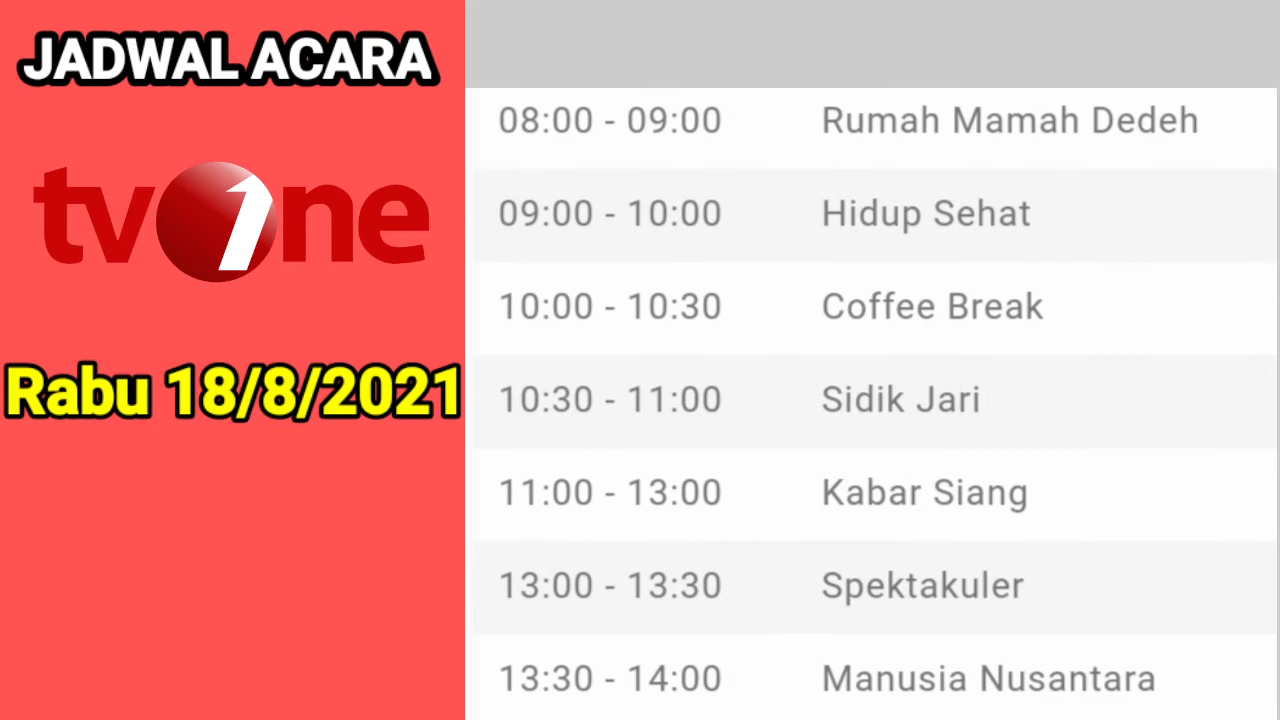 JADWAL ACARA
tvOne
Rabu 18/8/2021
08:00 - 09:00 Rumah Mamah Dedeh
09:00 - 10:00 Hidup Sehat
10:00 - 10:30 Coffee Break
10:30 - 11:00 Sidik Jari
11:00 - 13:00 Kabar Siang
13:00 - 13:30 Spektakuler
13:30 - 14:00 Manusia Nusantara